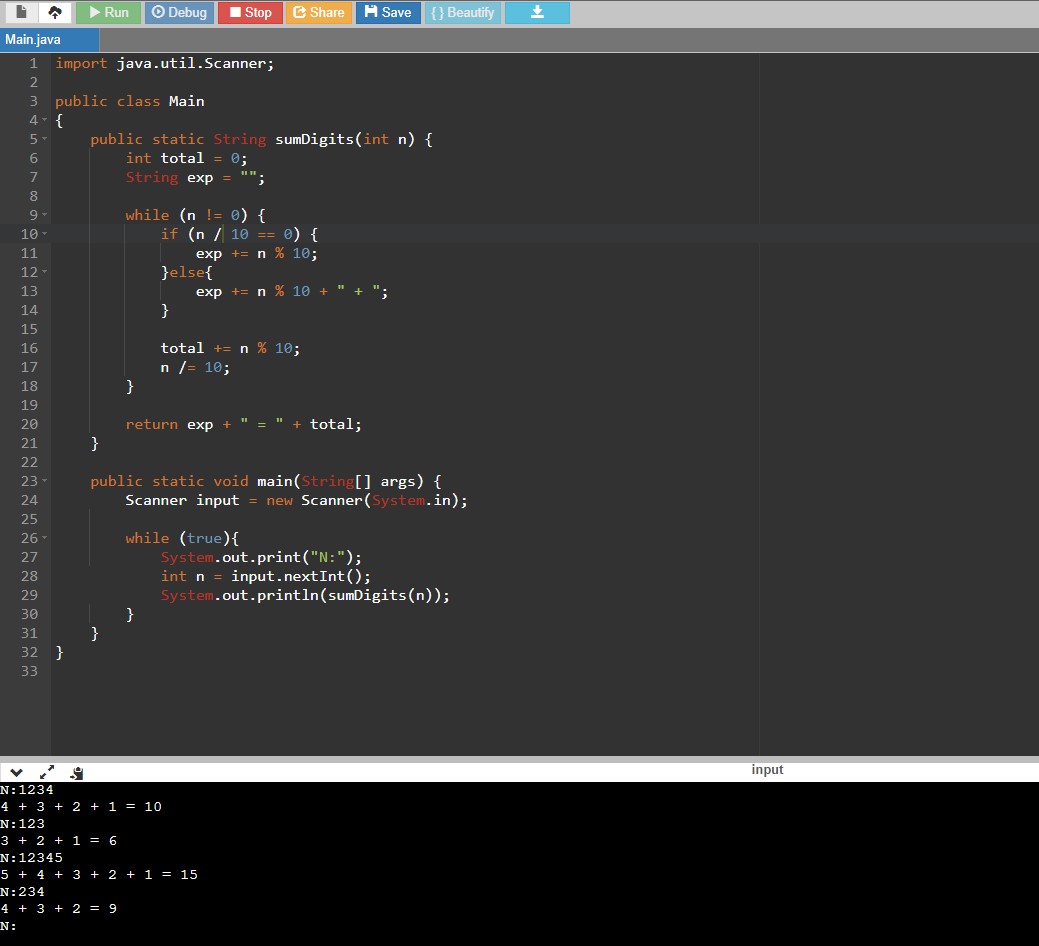 Run Debug Stop Share Save {} Beautify
Main.java
1 import java.util.Scanner;
2
3 public class Main
4 {
5     public static String sumDigits(int n) {
6         int total = 0;
7         String exp = "";
8
9         while (n != 0) {
10             if (n / 10 == 0) {
11                 exp += n % 10;
12             }else{
13                 exp += n % 10 + " + ";
14             }
15
16             total += n % 10;
17             n /= 10;
18         }
19
20         return exp + " = " + total;
21     }
22
23     public static void main(String[] args) {
24         Scanner input = new Scanner(System.in);
25
26         while (true){
27             System.out.print("N:");
28             int n = input.nextInt();
29             System.out.println(sumDigits(n));
30         }
31     }
32 }
33
input
N:1234
4 + 3 + 2 + 1 = 10
N:123
3 + 2 + 1 = 6
N:12345
5 + 4 + 3 + 2 + 1 = 15
N:234
4 + 3 + 2 = 9
N: